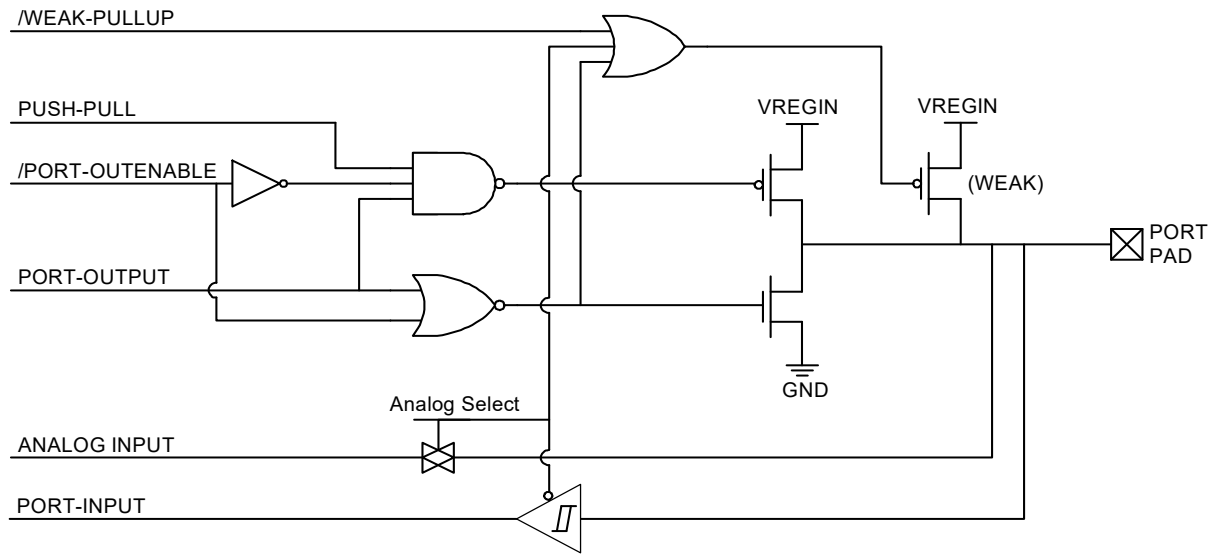 /WEAK-PULLUP
PUSH-PULL
VREGIN
VREGIN
/PORT-OUTENABLE
(WEAK)
PORT
PAD
PORT-OUTPUT
GND
Analog Select
ANALOG INPUT
PORT-INPUT